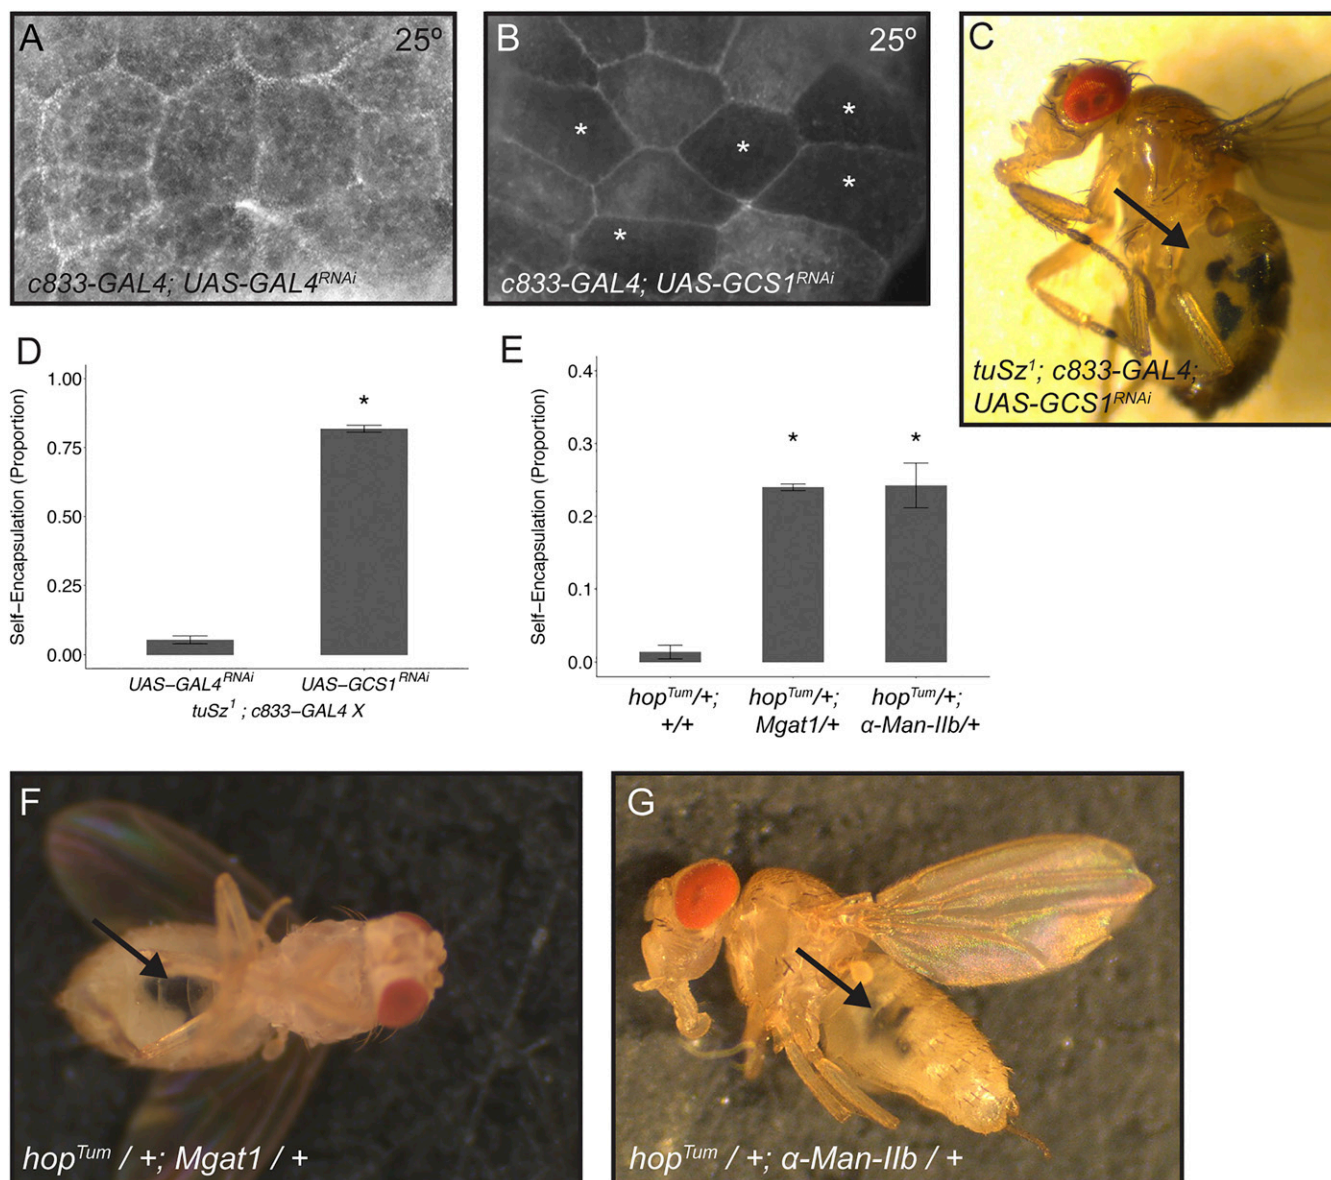 A
25º
c833-GAL4; UAS-GAL4RNAi
B
25º
*
*
*
*
*
c833-GAL4; UAS-GCS1RNAi
C
tuSz1; c833-GAL4;
UAS-GCS1RNAi
D
Self–Encapsulation (Proportion)
1.00
0.75
0.50
0.25
0.00
*
UAS–GAL4RNAi
UAS–GCS1RNAi
tuSz1 ; c833–GAL4 X
E
Self–Encapsulation (Proportion)
0.4
0.3
0.2
0.1
0.0
*
*
hopTum/+;
+/+
hopTum/+;
Mgat1/+
hopTum/+;
α-Man-IIb/+
F
hopTum / +; Mgat1 / +
G
hopTum / +; α-Man-IIb / +